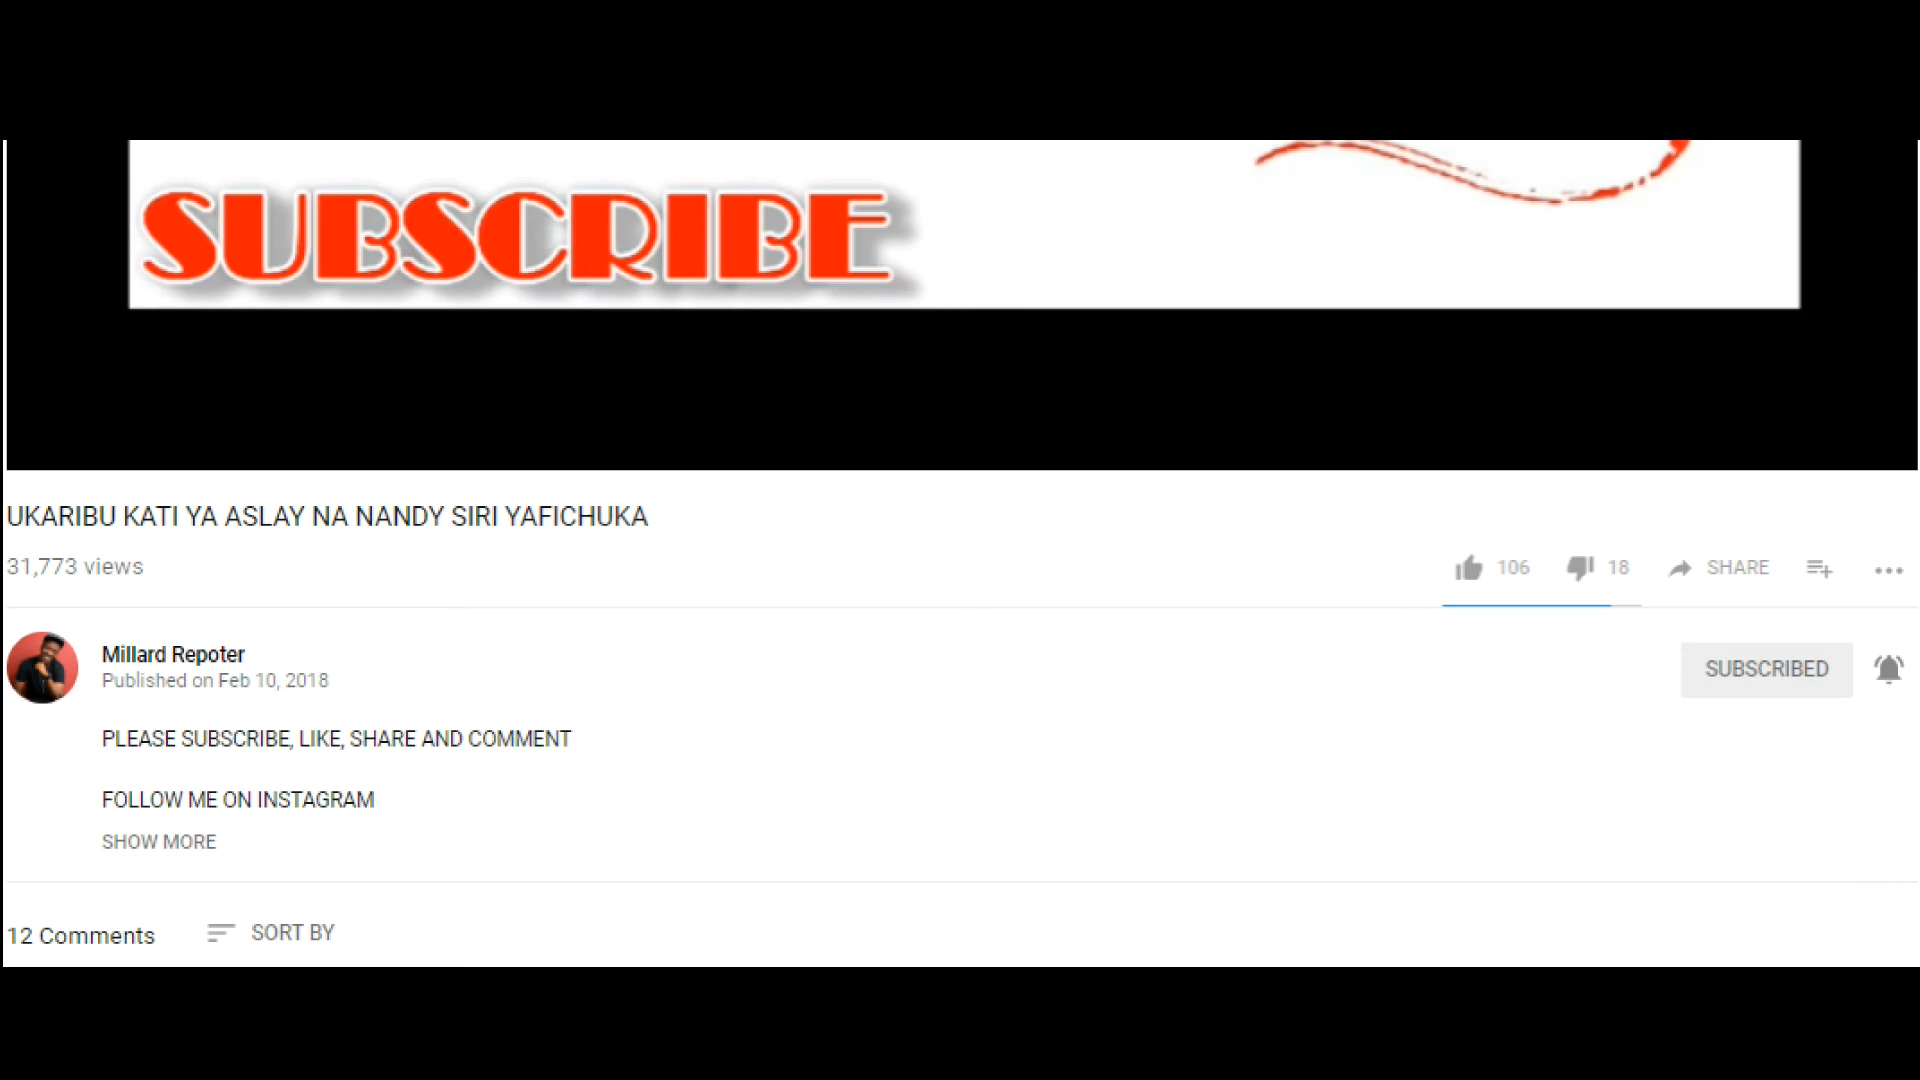 SUBSCRIBE
UKARIBU KATI YA ASLAY NA NANDY SIRI YAFICHUKA
31,773 views
106 18 SHARE
Millard Repoter
Published on Feb 10, 2018
SUBSCRIBED
PLEASE SUBSCRIBE, LIKE, SHARE AND COMMENT
FOLLOW ME ON INSTAGRAM
SHOW MORE
12 Comments SORT BY